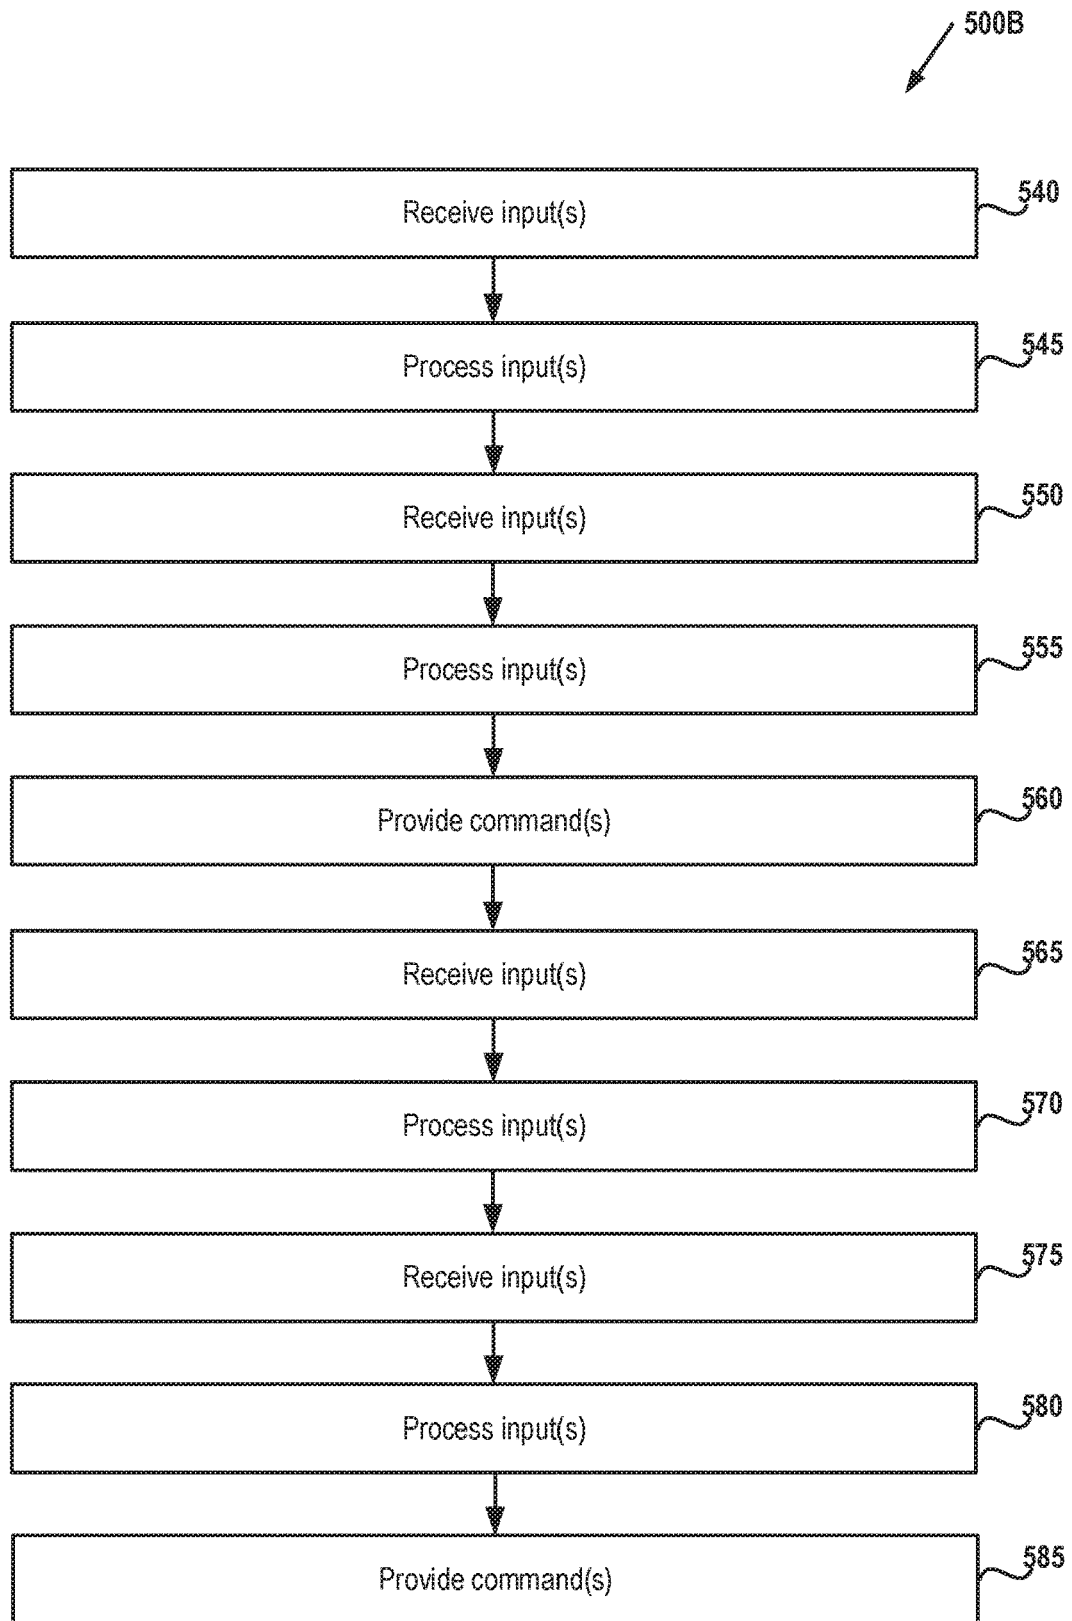 500B
Receive input(s)
540
Process input(s)
545
Receive input(s)
550
Process input(s)
555
Provide command(s)
560
Receive input(s)
565
Process input(s)
570
Receive input(s)
575
Process input(s)
580
Provide command(s)
585